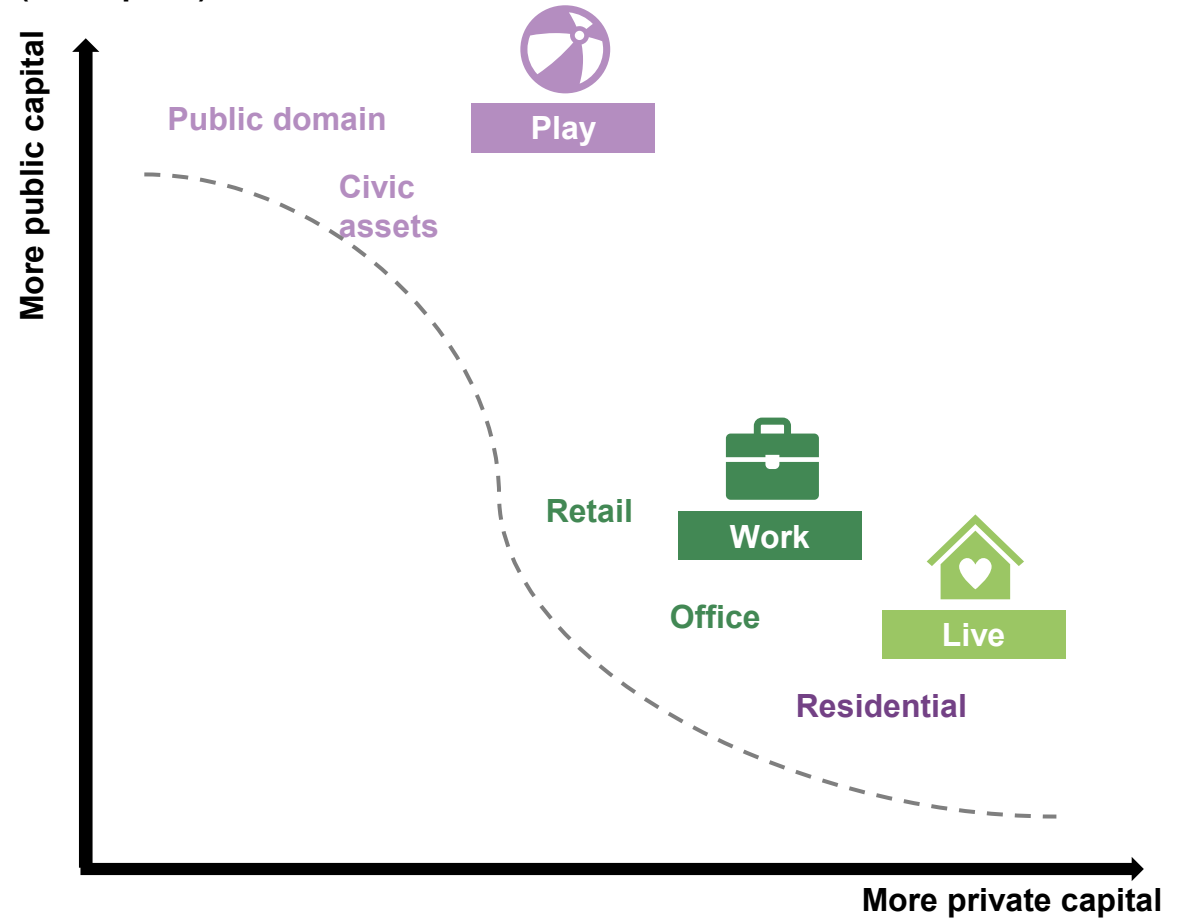 More public capital
Public domain
Play
Civic
assets
Retail
Work
Office
Live
Residential
More private capital